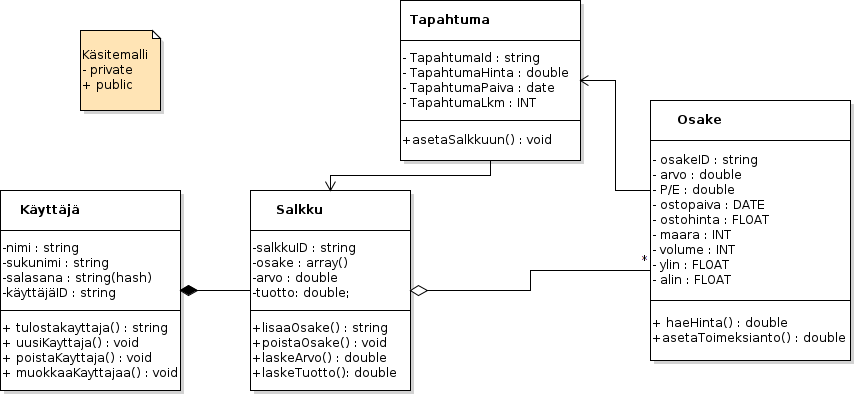 Käsitemalli
- private
+ public
Tapahtuma
- TapahtumaId : string
- TapahtumaHinta : double
- TapahtumaPaiva : date
- TapahtumaLkm : INT
+asetaSalkkuun() : void
Osake
- osakeID : string
- arvo : double
- P/E : double
- ostopaiva : DATE
- ostohinta : FLOAT
- maara : INT
- volume : INT
- ylin : FLOAT
- alin : FLOAT
+ haeHinta() : double
+asetaToimeksianto() : double
Käyttäjä
-nimi : string
-sukunimi : string
-salasana : string(hash)
-käyttäjäID : string
+ tulostakayttaja() : string
+ uusiKayttaja() : void
+ poistaKayttaja() : void
+ muokkaaKayttajaa() : void
Salkku
-salkkuID : string
-osake : array()
-arvo : double
-tuotto: double;
+lisaaOsake() : string
+poistaOsake() : void
+laskeArvo() : double
+laskeTuotto(): double
*